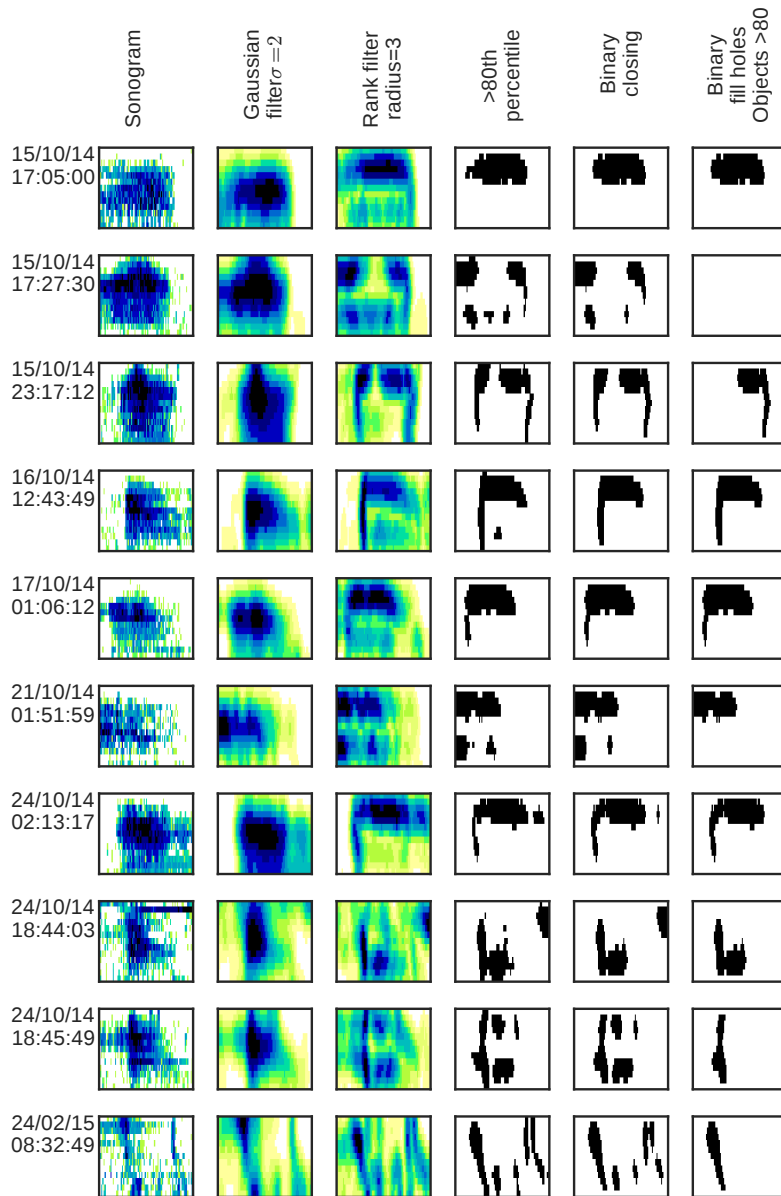 Sonogram
Gaussian
filterσ = 2
Rank filter
radius=3
>80th
percentile
Binary
closing
Binary
fill holes
Objects >80
15/10/14
17:05:00
15/10/14
17:27:30
15/10/14
23:17:12
16/10/14
12:43:49
17/10/14
01:06:12
21/10/14
01:51:59
24/10/14
02:13:17
24/10/14
18:44:03
24/10/14
18:45:49
24/02/15
08:32:49